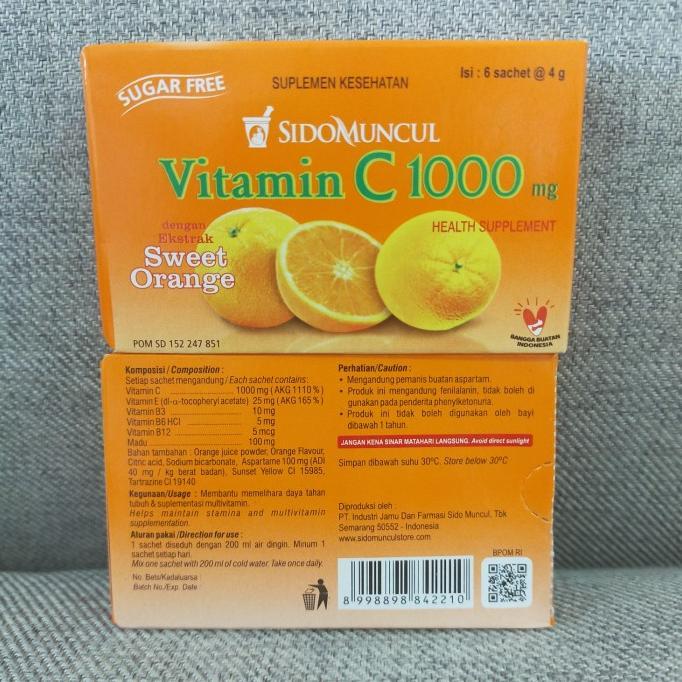 SUGAR FREE
SUPLEMEN KESEHATAN
Isi : 6 sachet @ 4 g
SIDOMUNCUL
Vitamin C 1000 mg
HEALTH SUPPLEMENT
dengan
Ekstrak
Sweet
Orange
BANGGA BUATAN
INDONESIA
POM SD 152 247 851
Komposisi / Composition :
Setiap sachet mengandung / Each sachet contains:
Vitamin C .................... 1000 mg ( AKG 1110 % )
Vitamin E (dl-α-tocopheryl acetate) 25 mg ( AKG 165 % )
Vitamin B3 .................... 10 mg
Vitamin B6 HCl .................... 5 mg
Vitamin B12 .................... 5 mcg
Madu .................... 100 mg
Bahan tambahan : Orange juice powder, Orange Flavour,
Citric acid, Sodium bicarbonate, Aspartame 100 mg (ADI
40 mg / kg berat badan), Sunset Yellow CI 15985,
Tartrazine CI 19140
Kegunaan/Usage : Membantu memelihara daya tahan
tubuh & suplementasi multivitamin.
Helps maintain stamina and multivitamin
supplementation.
Aturan pakai /Direction for use :
1 sachet diseduh dengan 200 ml air dingin. Minum 1
sachet setiap hari.
Mix one sachet with 200 ml of cold water. Take once daily.
No. Bets/Kadaluarsa :
Batch No./Exp. Date :
Perhatian/Caution :
• Mengandung pemanis buatan aspartam.
• Produk ini mengandung fenilalanin, tidak boleh di
gunakan pada penderita phenylketonuria.
• Produk ini tidak boleh digunakan oleh bayi
dibawah 1 tahun.
JANGAN KENA SINAR MATAHARI LANGSUNG. Avoid direct sunlight
Simpan dibawah suhu 30ºC. Store below 30ºC
Diproduksi oleh :
PT. Industri Jamu Dan Farmasi Sido Muncul, Tbk
Semarang 50552 - Indonesia
www.sidomunculstore.com
BPOM RI
8 998898 842210